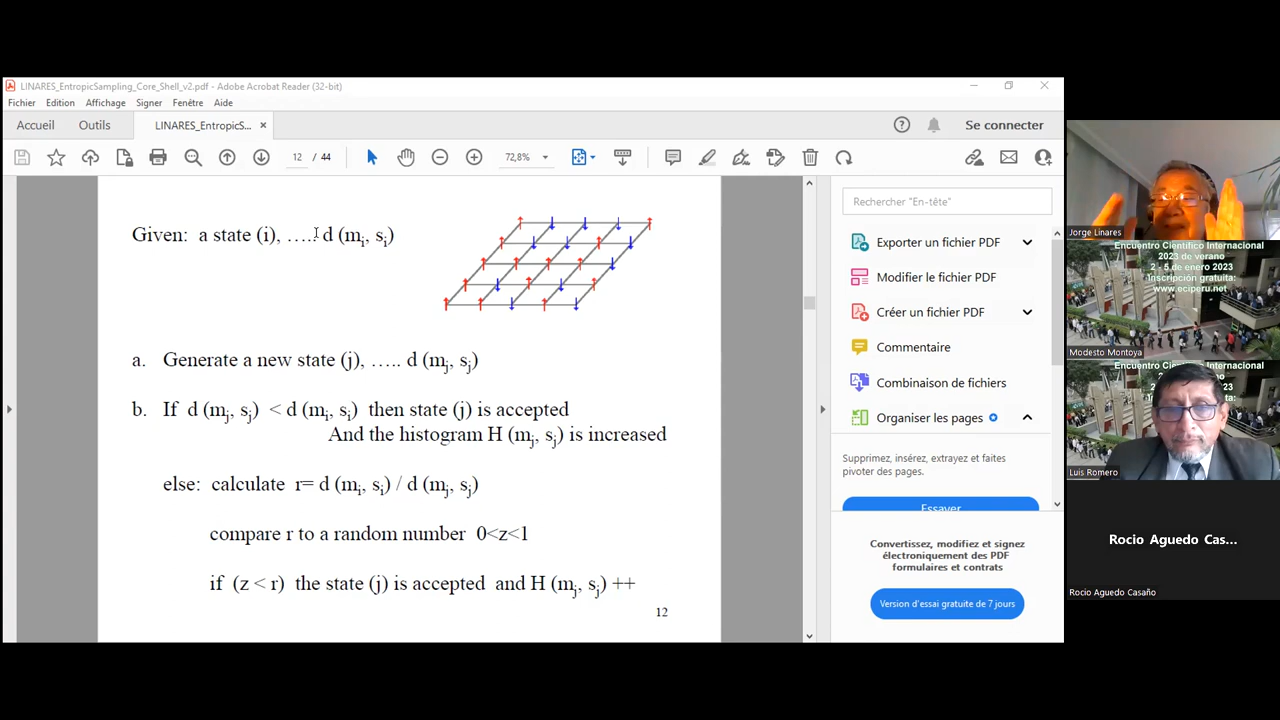 LINARES_EntropicSampling_Core_Shell_v2.pdf - Adobe Acrobat Reader (32-bit)
Fichier Edition Affichage Signer Fenêtre Aide
Accueil Outils LINARES_EntropicS... × Se connecter
12 / 44 72,8%
Given: a state (i), ….. d (mi, si)
a. Generate a new state (j), ….. d (mj, sj)
b. If d (mj, sj) < d (mi, si) then state (j) is accepted
And the histogram H (mj, sj) is increased
else: calculate r= d (mi, si) / d (mj, sj)
compare r to a random number 0<z<1
if (z < r) the state (j) is accepted and H (mj, sj) ++
12
Rechercher "En-tête"
Exporter un fichier PDF
Modifier le fichier PDF
Créer un fichier PDF
Commentaire
Combinaison de fichiers
Organiser les pages
Supprimez, insérez, extrayez et faites
pivoter des pages.
Essayer
Convertissez, modifiez et signez
électroniquement des PDF
formulaires et contrats
Version d'essai gratuite de 7 jours
Jorge Linares
Encuentro Científico Internacional
2023 de verano
2 - 5 de enero 2023
Inscripción gratuita:
www.eciperu.net
Modesto Montoya
Encuentro Científico Internacional
Luis Romero
Rocio Aguedo Cas...
Rocio Aguedo Casaño